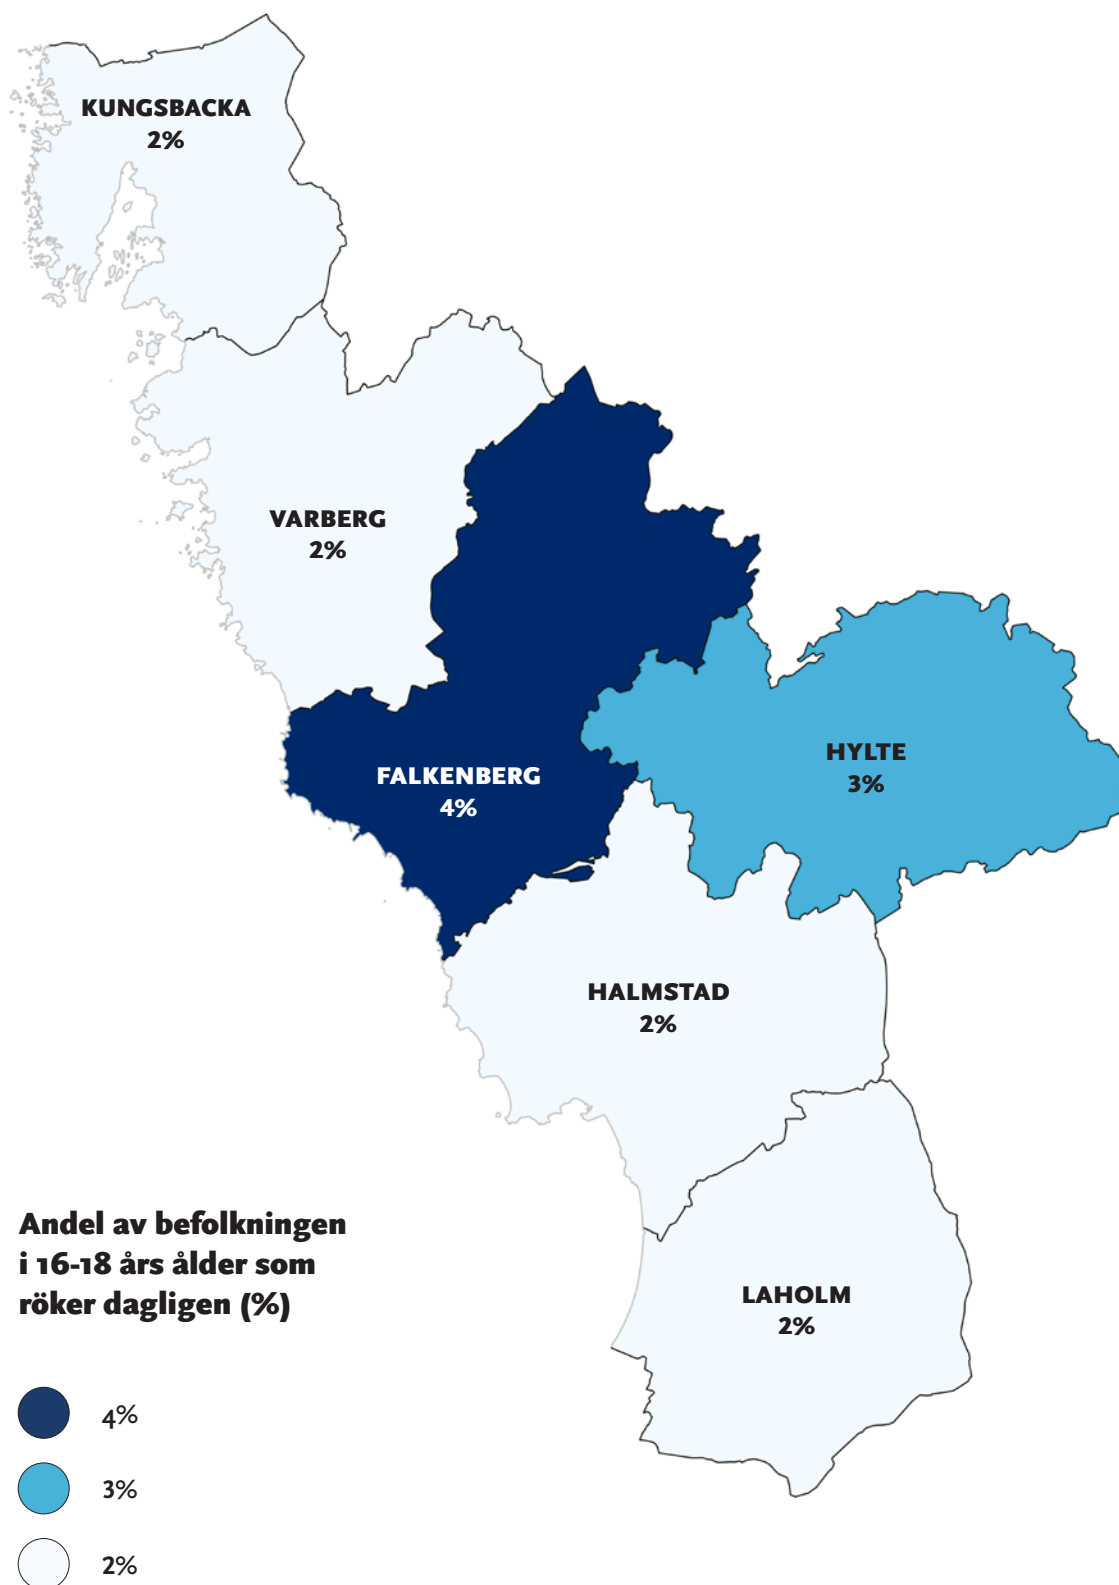 KUNGSBACKA
2%
VARBERG
2%
FALKENBERG
4%
HYLTE
3%
HALMSTAD
2%
LAHOLM
2%
Andel av befolkningen
i 16-18 års ålder som
röker dagligen (%)
4%
3%
2%